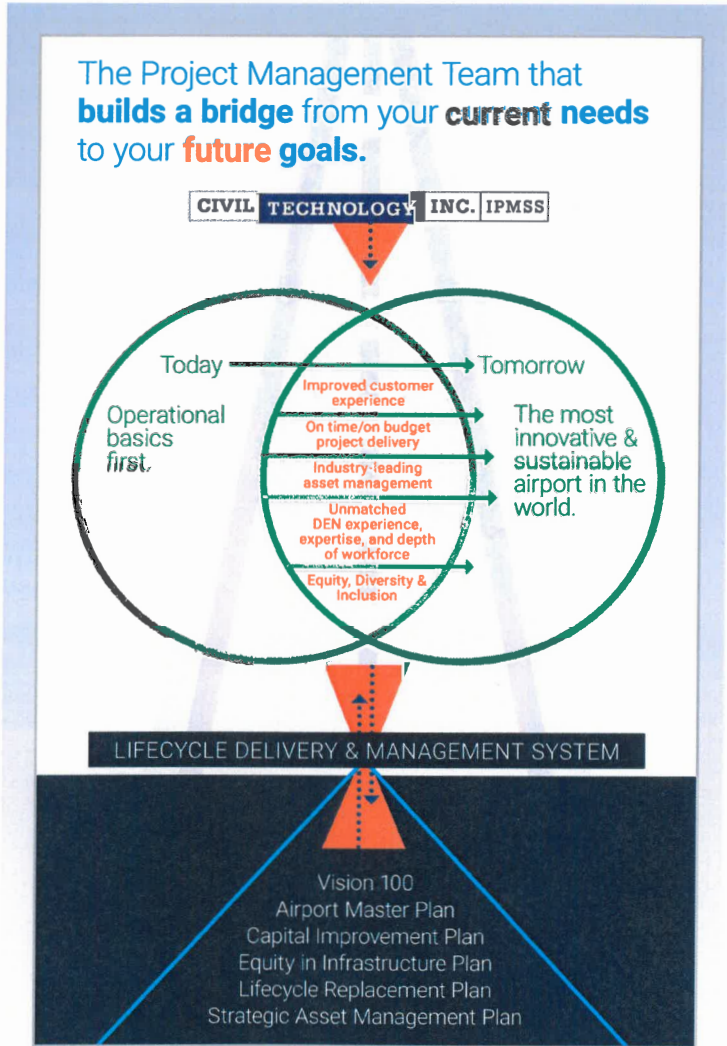 The Project Management Team that
builds a bridge from your current needs
to your future goals.
CIVIL TECHNOLOGY INC. IPMSS
Today
Tomorrow
Operational
basics
first.
Improved customer
experience
On time/on budget
project delivery
Industry-leading
asset management
Unmatched
DEN experience,
expertise, and depth
of workforce
Equity, Diversity &
Inclusion
The most
innovative &
sustainable
airport in the
world.
LIFECYCLE DELIVERY & MANAGEMENT SYSTEM
Vision 100
Airport Master Plan
Capital Improvement Plan
Equity in Infrastructure Plan
Lifecycle Replacement Plan
Strategic Asset Management Plan